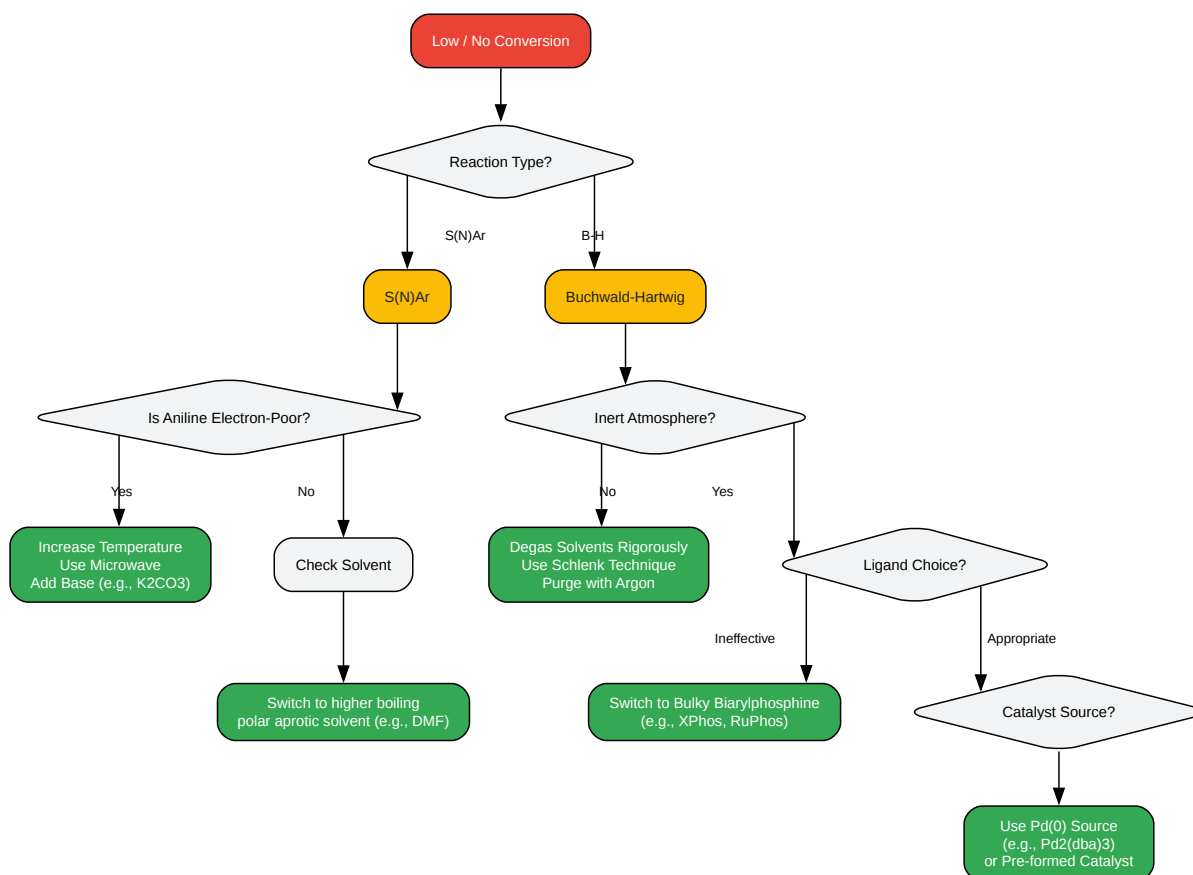 Low / No Conversion
Reaction Type?
S(N)Ar
B-H
S(N)Ar
Buchwald-Hartwig
Is Aniline Electron-Poor?
Inert Atmosphere?
Yes
No
No
Yes
Increase Temperature
Use Microwave
Add Base (e.g., K2CO3)
Check Solvent
Degas Solvents Rigorously
Use Schlenk Technique
Purge with Argon
Ligand Choice?
Ineffective
Appropriate
Switch to higher boiling
polar aprotic solvent (e.g., DMF)
Switch to Bulky Biarylphosphine
(e.g., XPhos, RuPhos)
Catalyst Source?
Use Pd(0) Source
(e.g., Pd2(dba)3)
or Pre-formed Catalyst